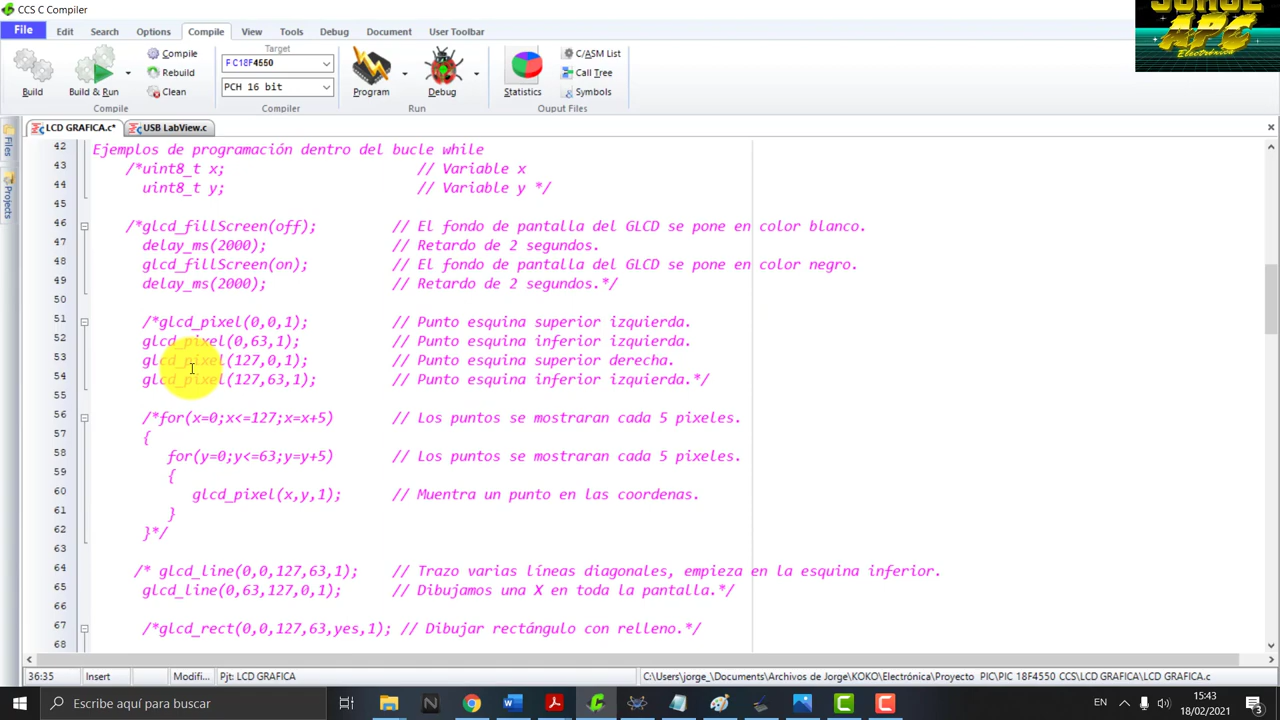 CCS C Compiler
JORGE
APC
Electrónica
File Edit Search Options Compile View Tools Debug Document User Toolbar
Target
Compile
Rebuild
Clean
C18F4550
PCH 16 bit
C/ASM List
Call Tree
Symbols
Build Build & Run Program Debug Statistics
Compile Compiler Run Ouput Files
LCD GRAFICA.c* USB LabView.c
Files
Projects
42 Ejemplos de programación dentro del bucle while
43 /*uint8_t x; // Variable x
44 uint8_t y; // Variable y */
45
46 /*glcd_fillScreen(off); // El fondo de pantalla del GLCD se pone en color blanco.
47 delay_ms(2000); // Retardo de 2 segundos.
48 glcd_fillScreen(on); // El fondo de pantalla del GLCD se pone en color negro.
49 delay_ms(2000); // Retardo de 2 segundos.*/
50
51 /*glcd_pixel(0,0,1); // Punto esquina superior izquierda.
52 glcd_pixel(0,63,1); // Punto esquina inferior izquierda.
53 glcd_pixel(127,0,1); // Punto esquina superior derecha.
54 glcd_pixel(127,63,1); // Punto esquina inferior izquierda.*/
55
56 /*for(x=0;x<=127;x=x+5) // Los puntos se mostraran cada 5 pixeles.
57 {
58 for(y=0;y<=63;y=y+5) // Los puntos se mostraran cada 5 pixeles.
59 {
60 glcd_pixel(x,y,1); // Muentra un punto en las coordenas.
61 }
62 }*/
63
64 /* glcd_line(0,0,127,63,1); // Trazo varias líneas diagonales, empieza en la esquina inferior.
65 glcd_line(0,63,127,0,1); // Dibujamos una X en toda la pantalla.*/
66
67 /*glcd_rect(0,0,127,63,yes,1); // Dibujar rectángulo con relleno.*/
68
36:35 Insert Modifi... Pjt: LCD GRAFICA C:\Users\jorge_\Documents\Archivos de Jorge\KOKO\Electrónica\Proyecto PIC\PIC 18F4550 CCS\LCD GRAFICA\LCD GRAFICA.c
Escribe aquí para buscar
EN
15:43
18/02/2021
3